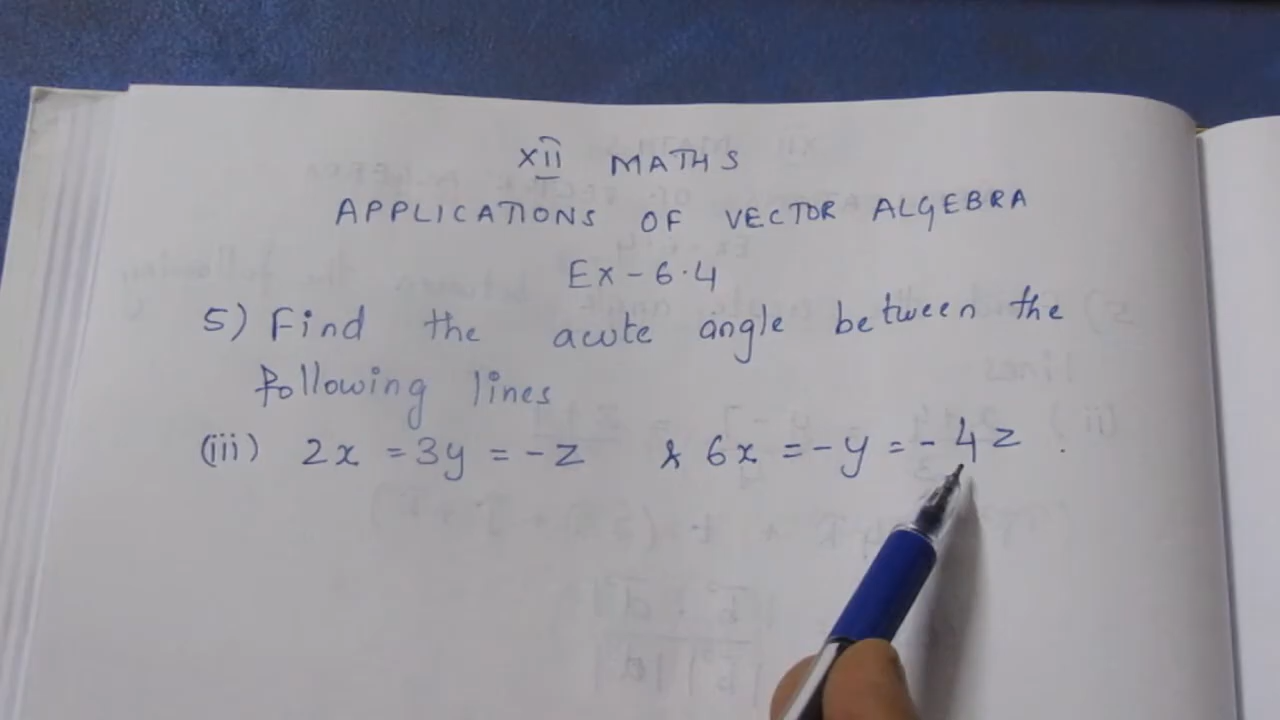 XII MATHS
APPLICATIONS OF VECTOR ALGEBRA
Ex - 6.4
5) Find the acute angle between the
following lines
(iii) 2x = 3y = -z & 6x = -y = -4z.